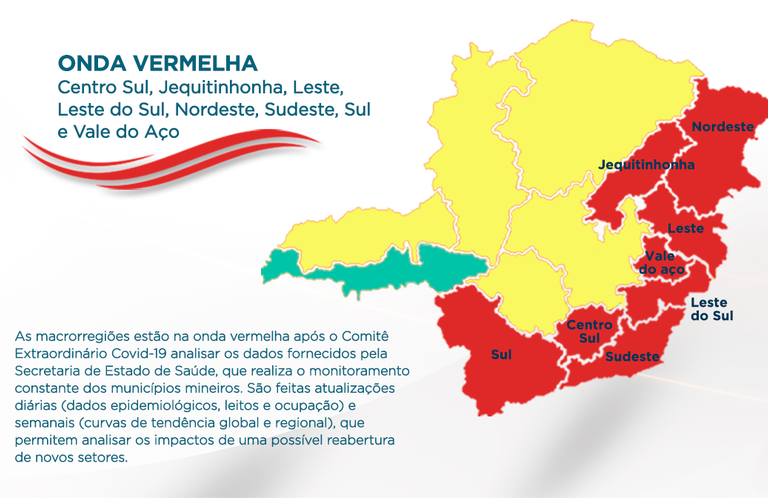 ONDA VERMELHA
Centro Sul, Jequitinhonha, Leste,
Leste do Sul, Nordeste, Sudeste, Sul
e Vale do Aço
Nordeste
Jequitinhonha
Leste
Vale
do aço
Leste
do Sul
Centro
Sul
Sul
Sudeste
As macrorregiões estão na onda vermelha após o Comitê
Extraordinário Covid-19 analisar os dados fornecidos pela
Secretaria de Estado de Saúde, que realiza o monitoramento
constante dos municípios mineiros. São feitas atualizações
diárias (dados epidemiológicos, leitos e ocupação) e
semanais (curvas de tendência global e regional), que
permitem analisar os impactos de uma possível reabertura
de novos setores.